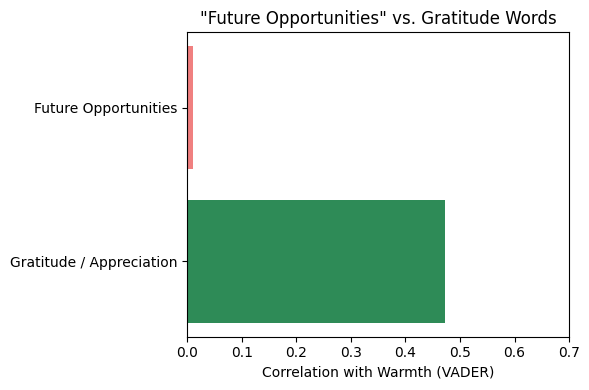 "Future Opportunities" vs. Gratitude Words
Future Opportunities
Gratitude / Appreciation
0.0 0.1 0.2 0.3 0.4 0.5 0.6 0.7
Correlation with Warmth (VADER)